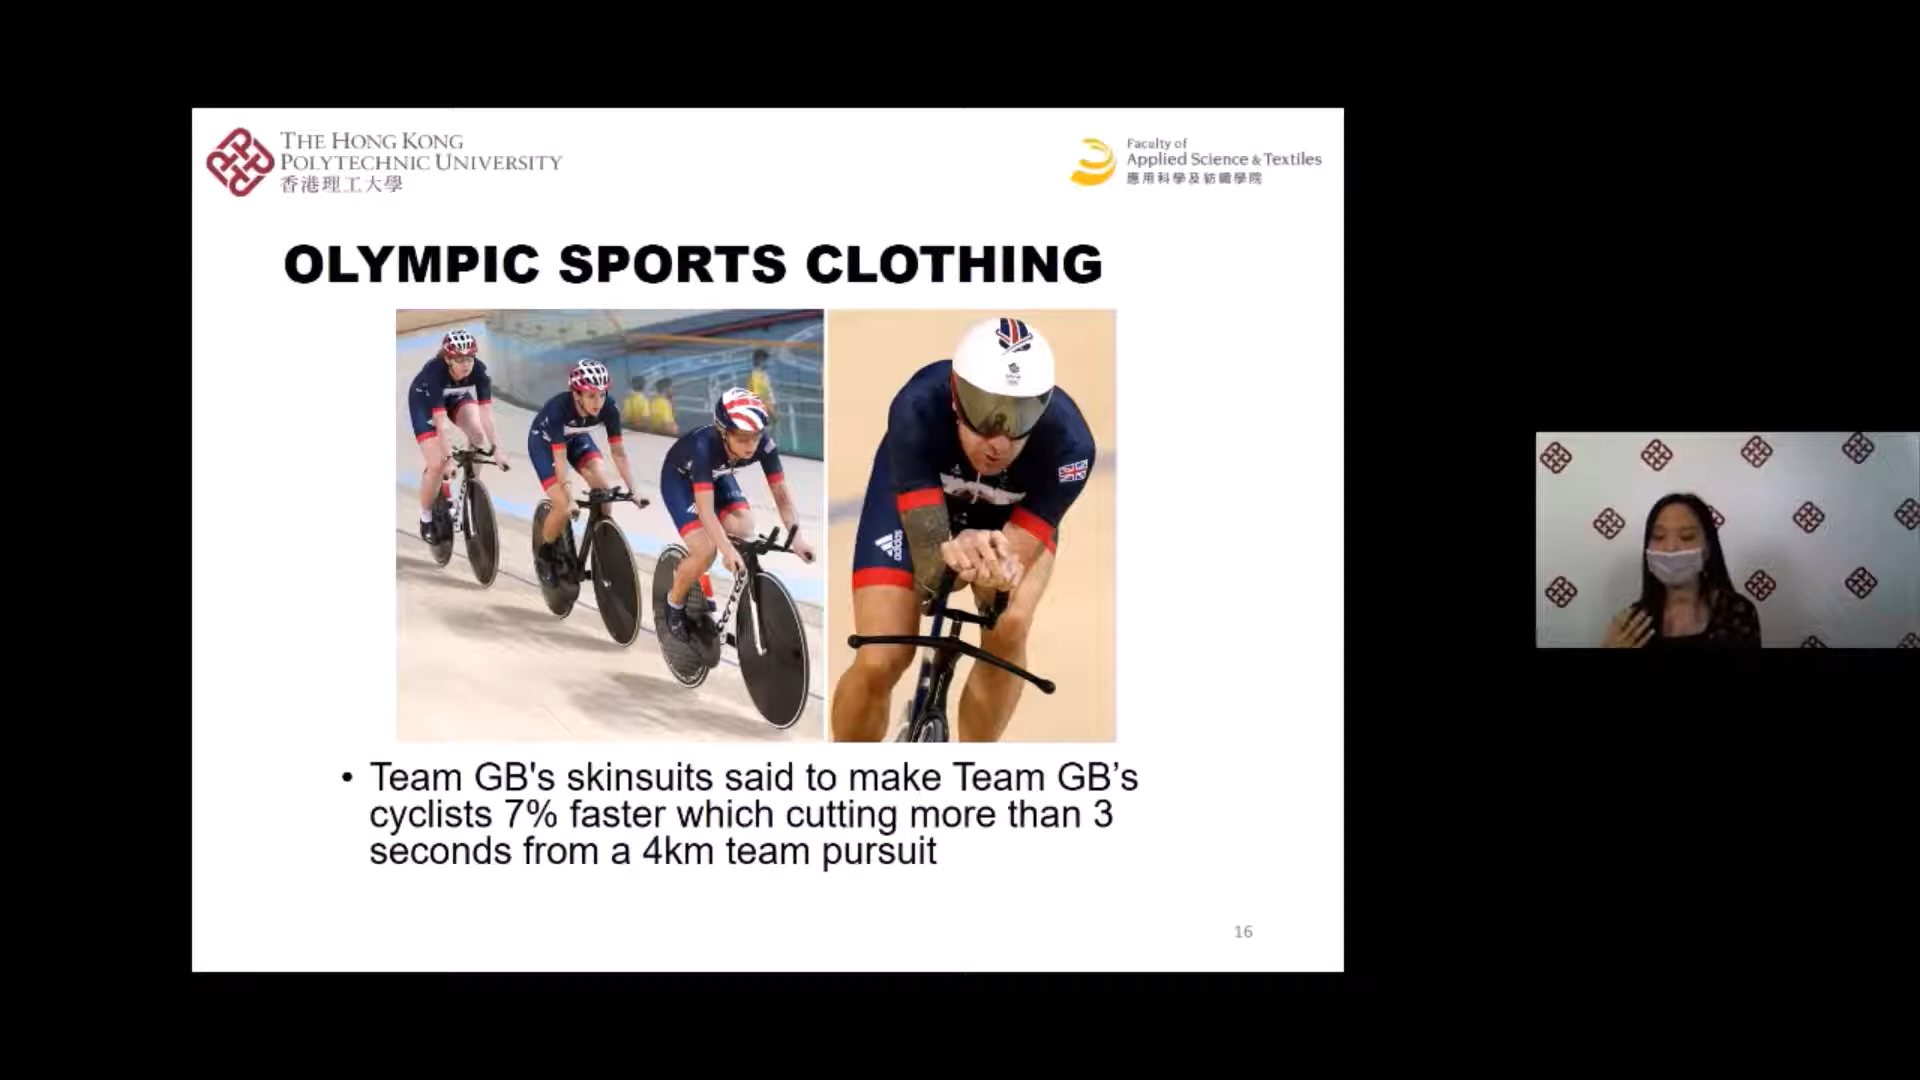 THE HONG KONG
POLYTECHNIC UNIVERSITY
香港理工大學
Faculty of
Applied Science & Textiles
應用科學及紡織學院
OLYMPIC SPORTS CLOTHING
adidas
• Team GB's skinsuits said to make Team GB’s
cyclists 7% faster which cutting more than 3
seconds from a 4km team pursuit
16